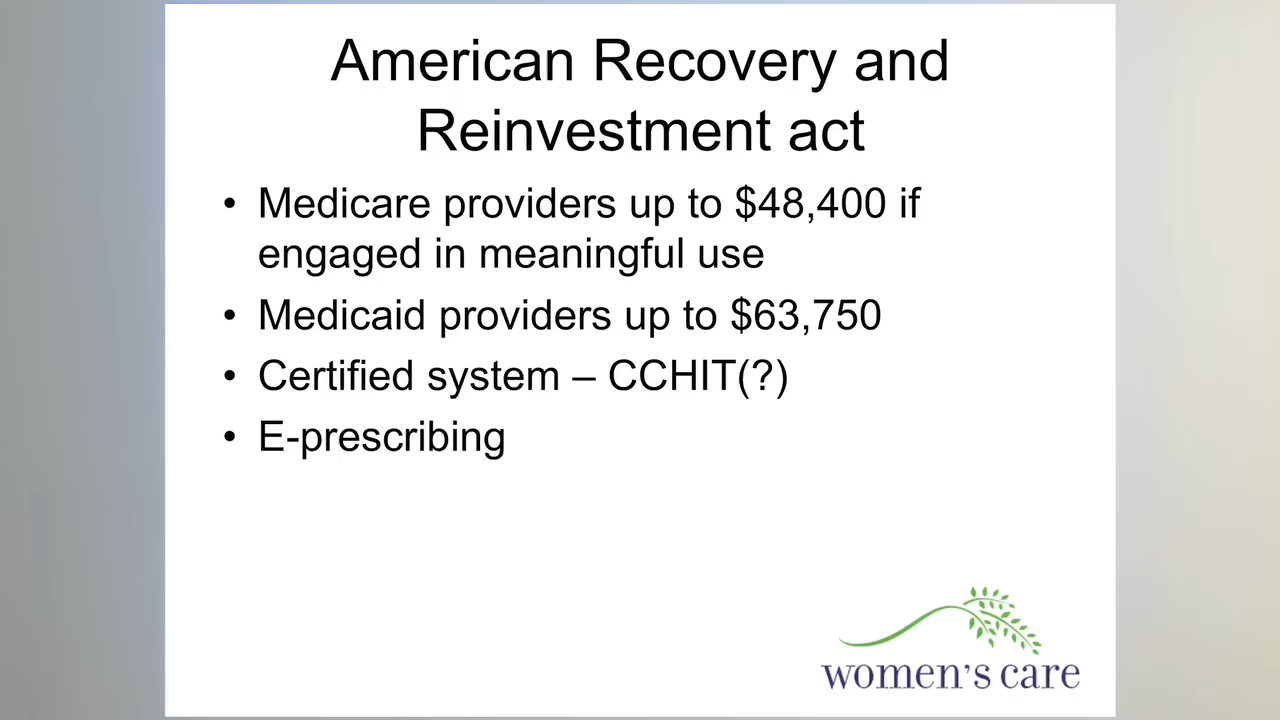 American Recovery and
Reinvestment act
• Medicare providers up to $48,400 if
engaged in meaningful use
• Medicaid providers up to $63,750
• Certified system – CCHIT(?)
• E-prescribing
women's care